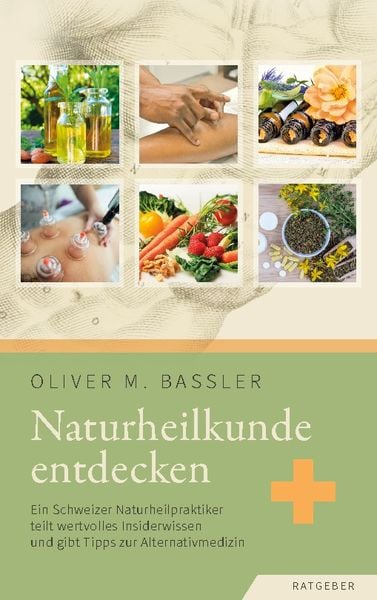 OLIVER M. BASSLER
Naturheilkunde
entdecken
Ein Schweizer Naturheilpraktiker
teilt wertvolles Insiderwissen
und gibt Tipps zur Alternativmedizin
RATGEBER